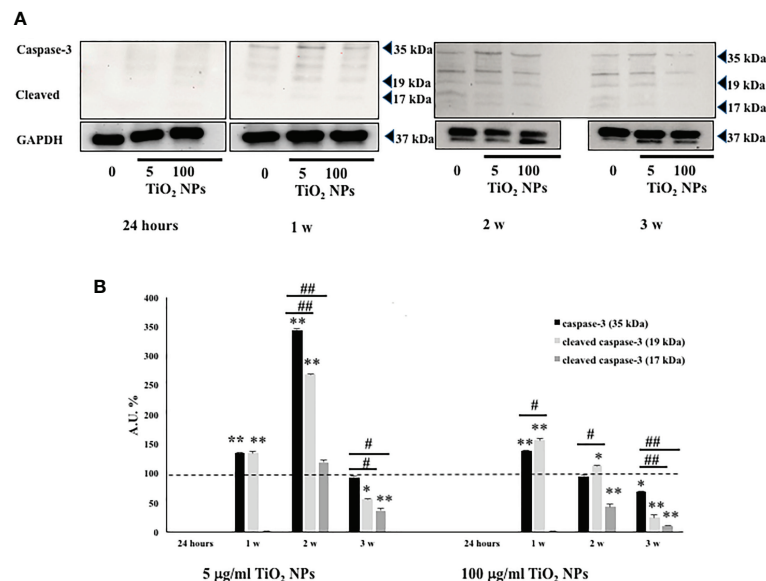 A
Caspase-3
Cleaved
GAPDH
35 kDa
19 kDa
17 kDa
37 kDa
35 kDa
19 kDa
17 kDa
37 kDa
0 5 100
TiO2 NPs
0 5 100
TiO2 NPs
0 5 100
TiO2 NPs
0 5 100
TiO2 NPs
24 hours 1 w 2 w 3 w
B
A.U. %
400
350
300
250
200
150
100
50
0
** **
##
##
**
**
#
#
*
**
#
**
**
#
*
**
##
##
*
**
**
caspase-3 (35 kDa)
cleaved caspase-3 (19 kDa)
cleaved caspase-3 (17 kDa)
24 hours 1 w 2 w 3 w 24 hours 1 w 2 w 3 w
5 µg/ml TiO2 NPs 100 µg/ml TiO2 NPs